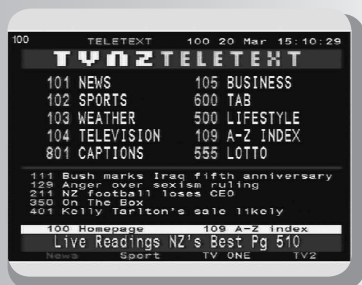 100 TELETEXT 100 20 Mar 15:10:29
TVNZ TELETEXT
101 NEWS 105 BUSINESS
102 SPORTS 600 TAB
103 WEATHER 500 LIFESTYLE
104 TELEVISION 109 A-Z INDEX
801 CAPTIONS 555 LOTTO
111 Bush marks Iraq fifth anniversary
129 Anger over sexism ruling
211 NZ football loses CEO
350 On The Box
401 Kelly Tarlton's sale likely
100 Homepage 109 A-Z index
Live Readings NZ's Best Pg 510
News Sport TV ONE TV2